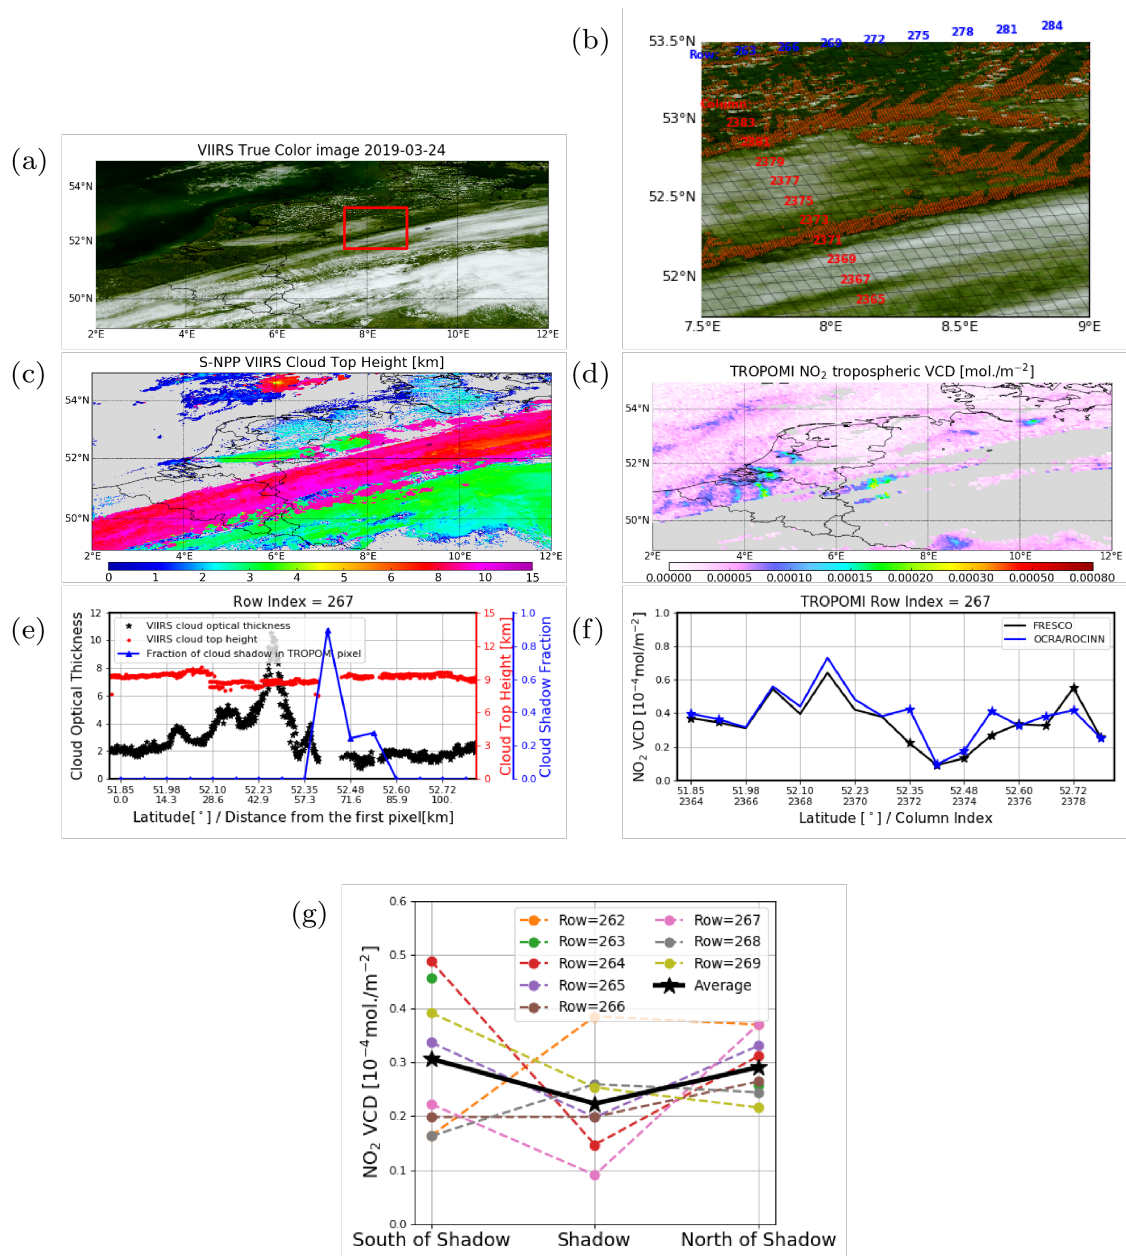 (a)
VIIRS True Color image 2019-03-24
54°N
52°N
50°N
2°E 4°E 6°E 8°E 10°E 12°E
(b)
263 266 269 272 275 278 281 284
Row
53.5°N
53°N
52.5°N
52°N
2383
2381
2379
2377
2375
2373
2371
2369
2367
2365
7.5°E 8°E 8.5°E 9°E
(c)
S-NPP VIIRS Cloud Top Height [km]
54°N
52°N
50°N
2°E 4°E 6°E 8°E 10°E 12°E
0 1 2 3 4 5 6 8 10 15
(d)
TROPOMI NO₂ tropospheric VCD [mol./m⁻²]
54°N
52°N
50°N
2°E 4°E 6°E 8°E 10°E 12°E
0.00000 0.00005 0.00010 0.00015 0.00020 0.00030 0.00050 0.00080
(e)
Row Index = 267
VIIRS cloud optical thickness
VIIRS cloud top height
Fraction of cloud shadow in TROPOMI pixel
Cloud Optical Thickness
12
10
8
6
4
2
0
Cloud Top Height [km]
15
12
9
6
3
0
Cloud Shadow Fraction
1.0
0.8
0.6
0.4
0.2
0.0
51.85 51.98 52.10 52.23 52.35 52.48 52.60 52.72
0.0 14.3 28.6 42.9 57.3 71.6 85.9 100.
Latitude[°] / Distance from the first pixel[km]
(f)
TROPOMI Row Index = 267
FRESCO
OCRA/ROCINN
NO₂ VCD [10⁻⁴mol/m⁻²]
1.0
0.8
0.6
0.4
0.2
0.0
51.85 51.98 52.10 52.23 52.35 52.48 52.60 52.72
2364 2366 2368 2370 2372 2374 2376 2378
Latitude [°] / Column Index
(g)
Row=262
Row=263
Row=264
Row=265
Row=266
Row=267
Row=268
Row=269
Average
NO₂ VCD [10⁻⁴mol./m⁻²]
0.6
0.5
0.4
0.3
0.2
0.1
0.0
South of Shadow Shadow North of Shadow